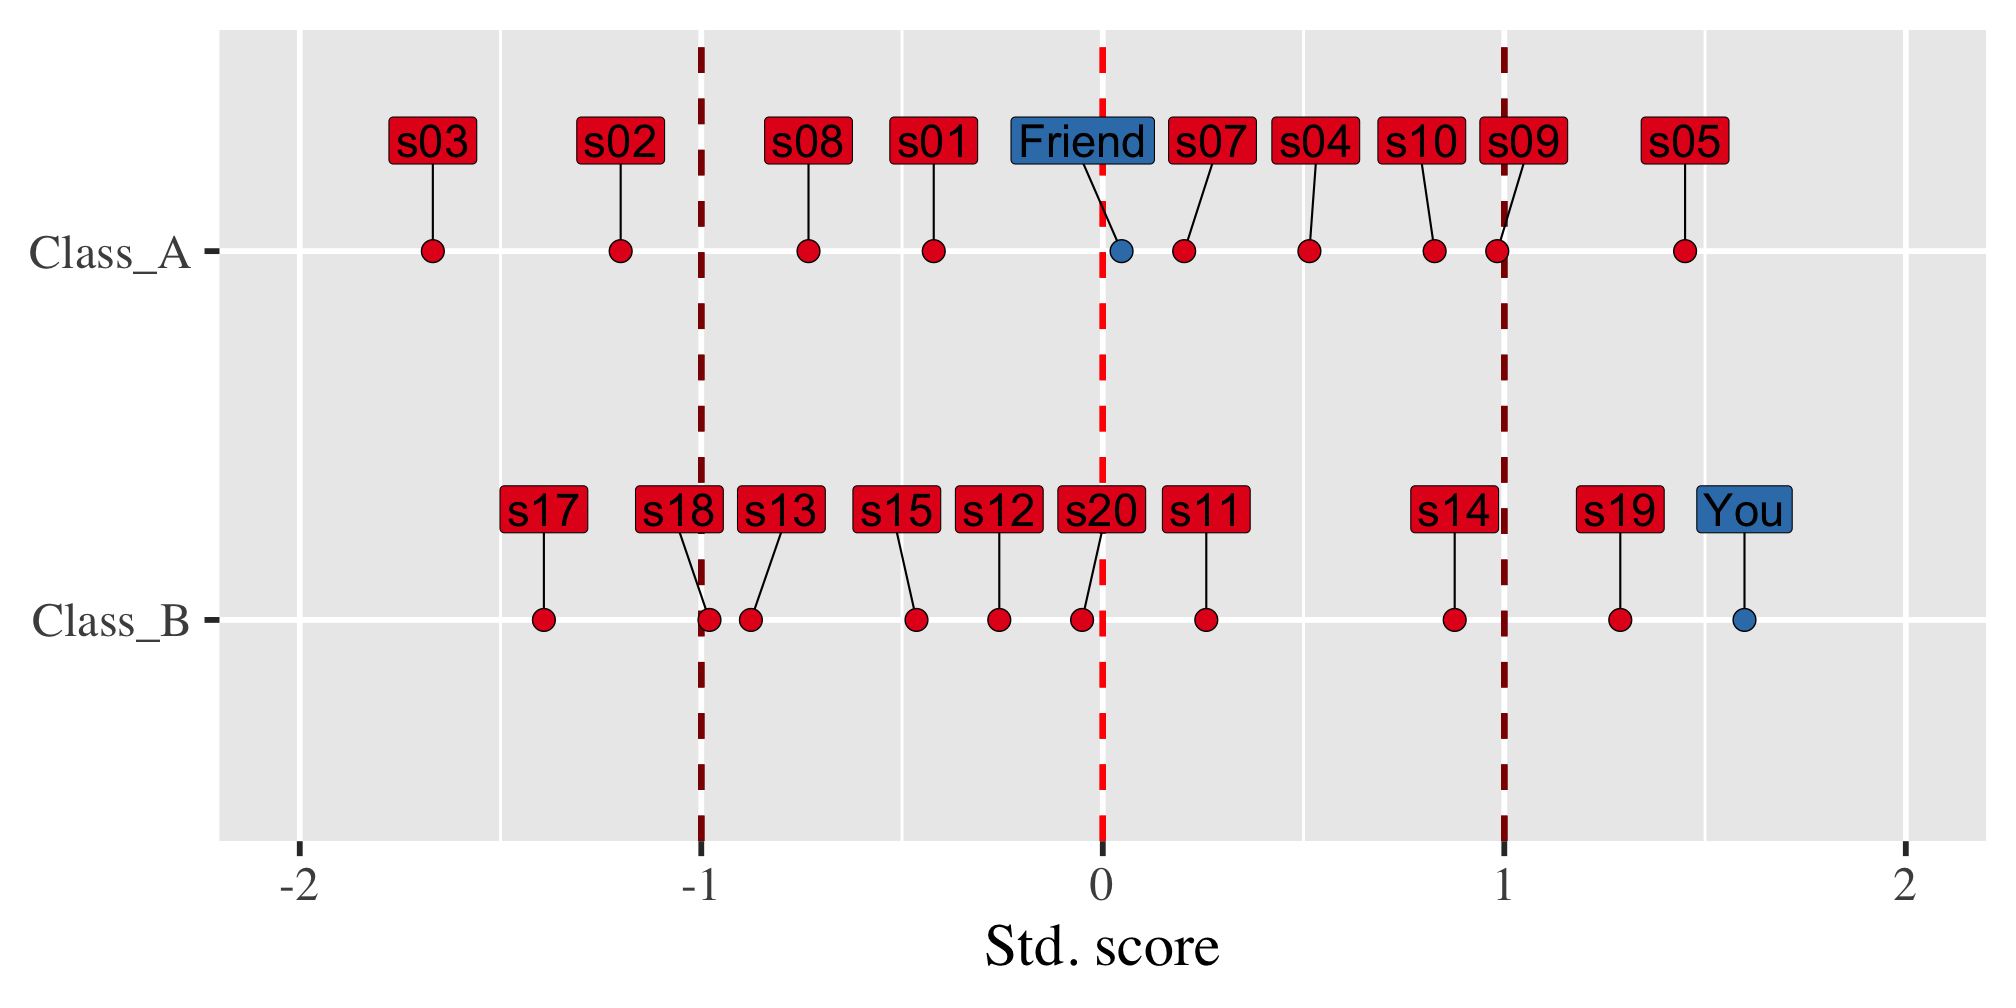 s03 s02 s08 s01 Friend s07 s04 s10 s09 s05
Class_A
s17 s18 s13 s15 s12 s20 s11 s14 s19 You
Class_B
-2 -1 0 1 2
Std. score